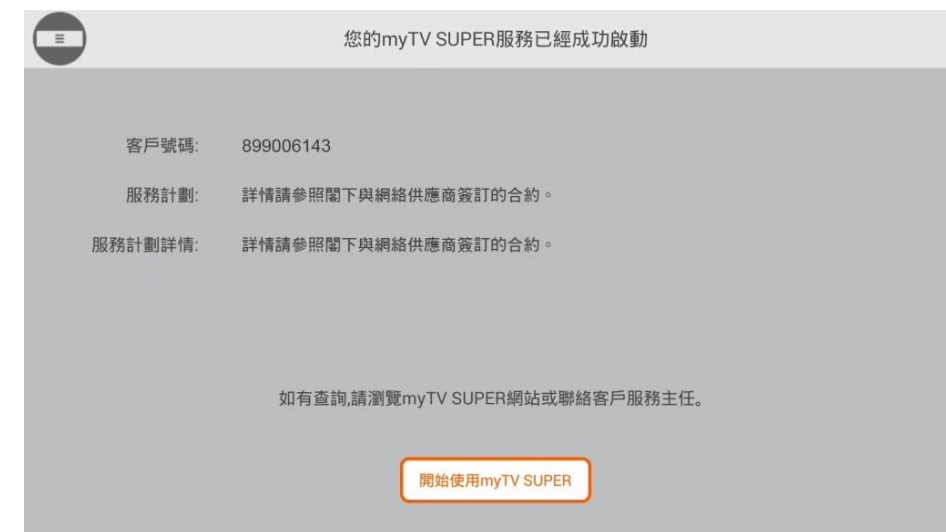 您的myTV SUPER服務已經成功啟動
客戶號碼: 899006143
服務計劃: 詳情請參照閣下與網絡供應商簽訂的合約。
服務計劃詳情: 詳情請參照閣下與網絡供應商簽訂的合約。
如有查詢,請瀏覽myTV SUPER網站或聯絡客戶服務主任。
開始使用myTV SUPER